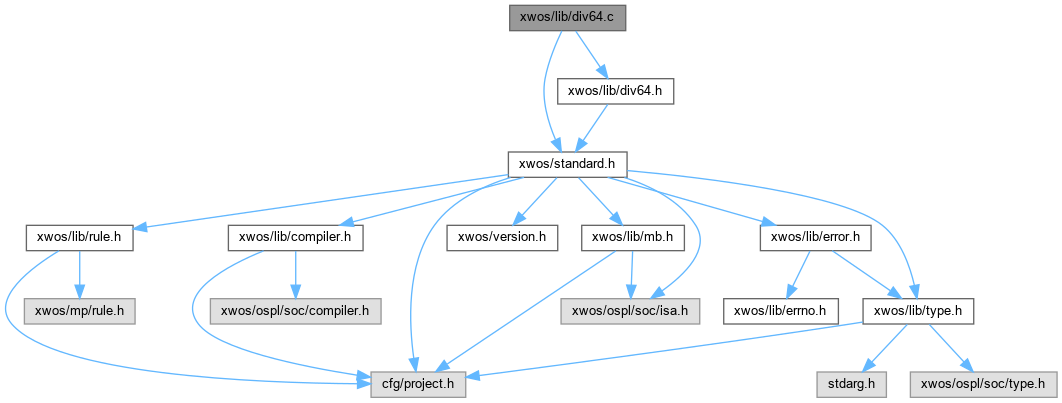 xwos/lib/div64.c
xwos/lib/div64.h
xwos/standard.h
xwos/lib/rule.h
xwos/lib/compiler.h
xwos/version.h
xwos/lib/mb.h
xwos/lib/error.h
xwos/mp/rule.h
xwos/ospl/soc/compiler.h
xwos/ospl/soc/isa.h
xwos/lib/errno.h
xwos/lib/type.h
cfg/project.h
stdarg.h
xwos/ospl/soc/type.h